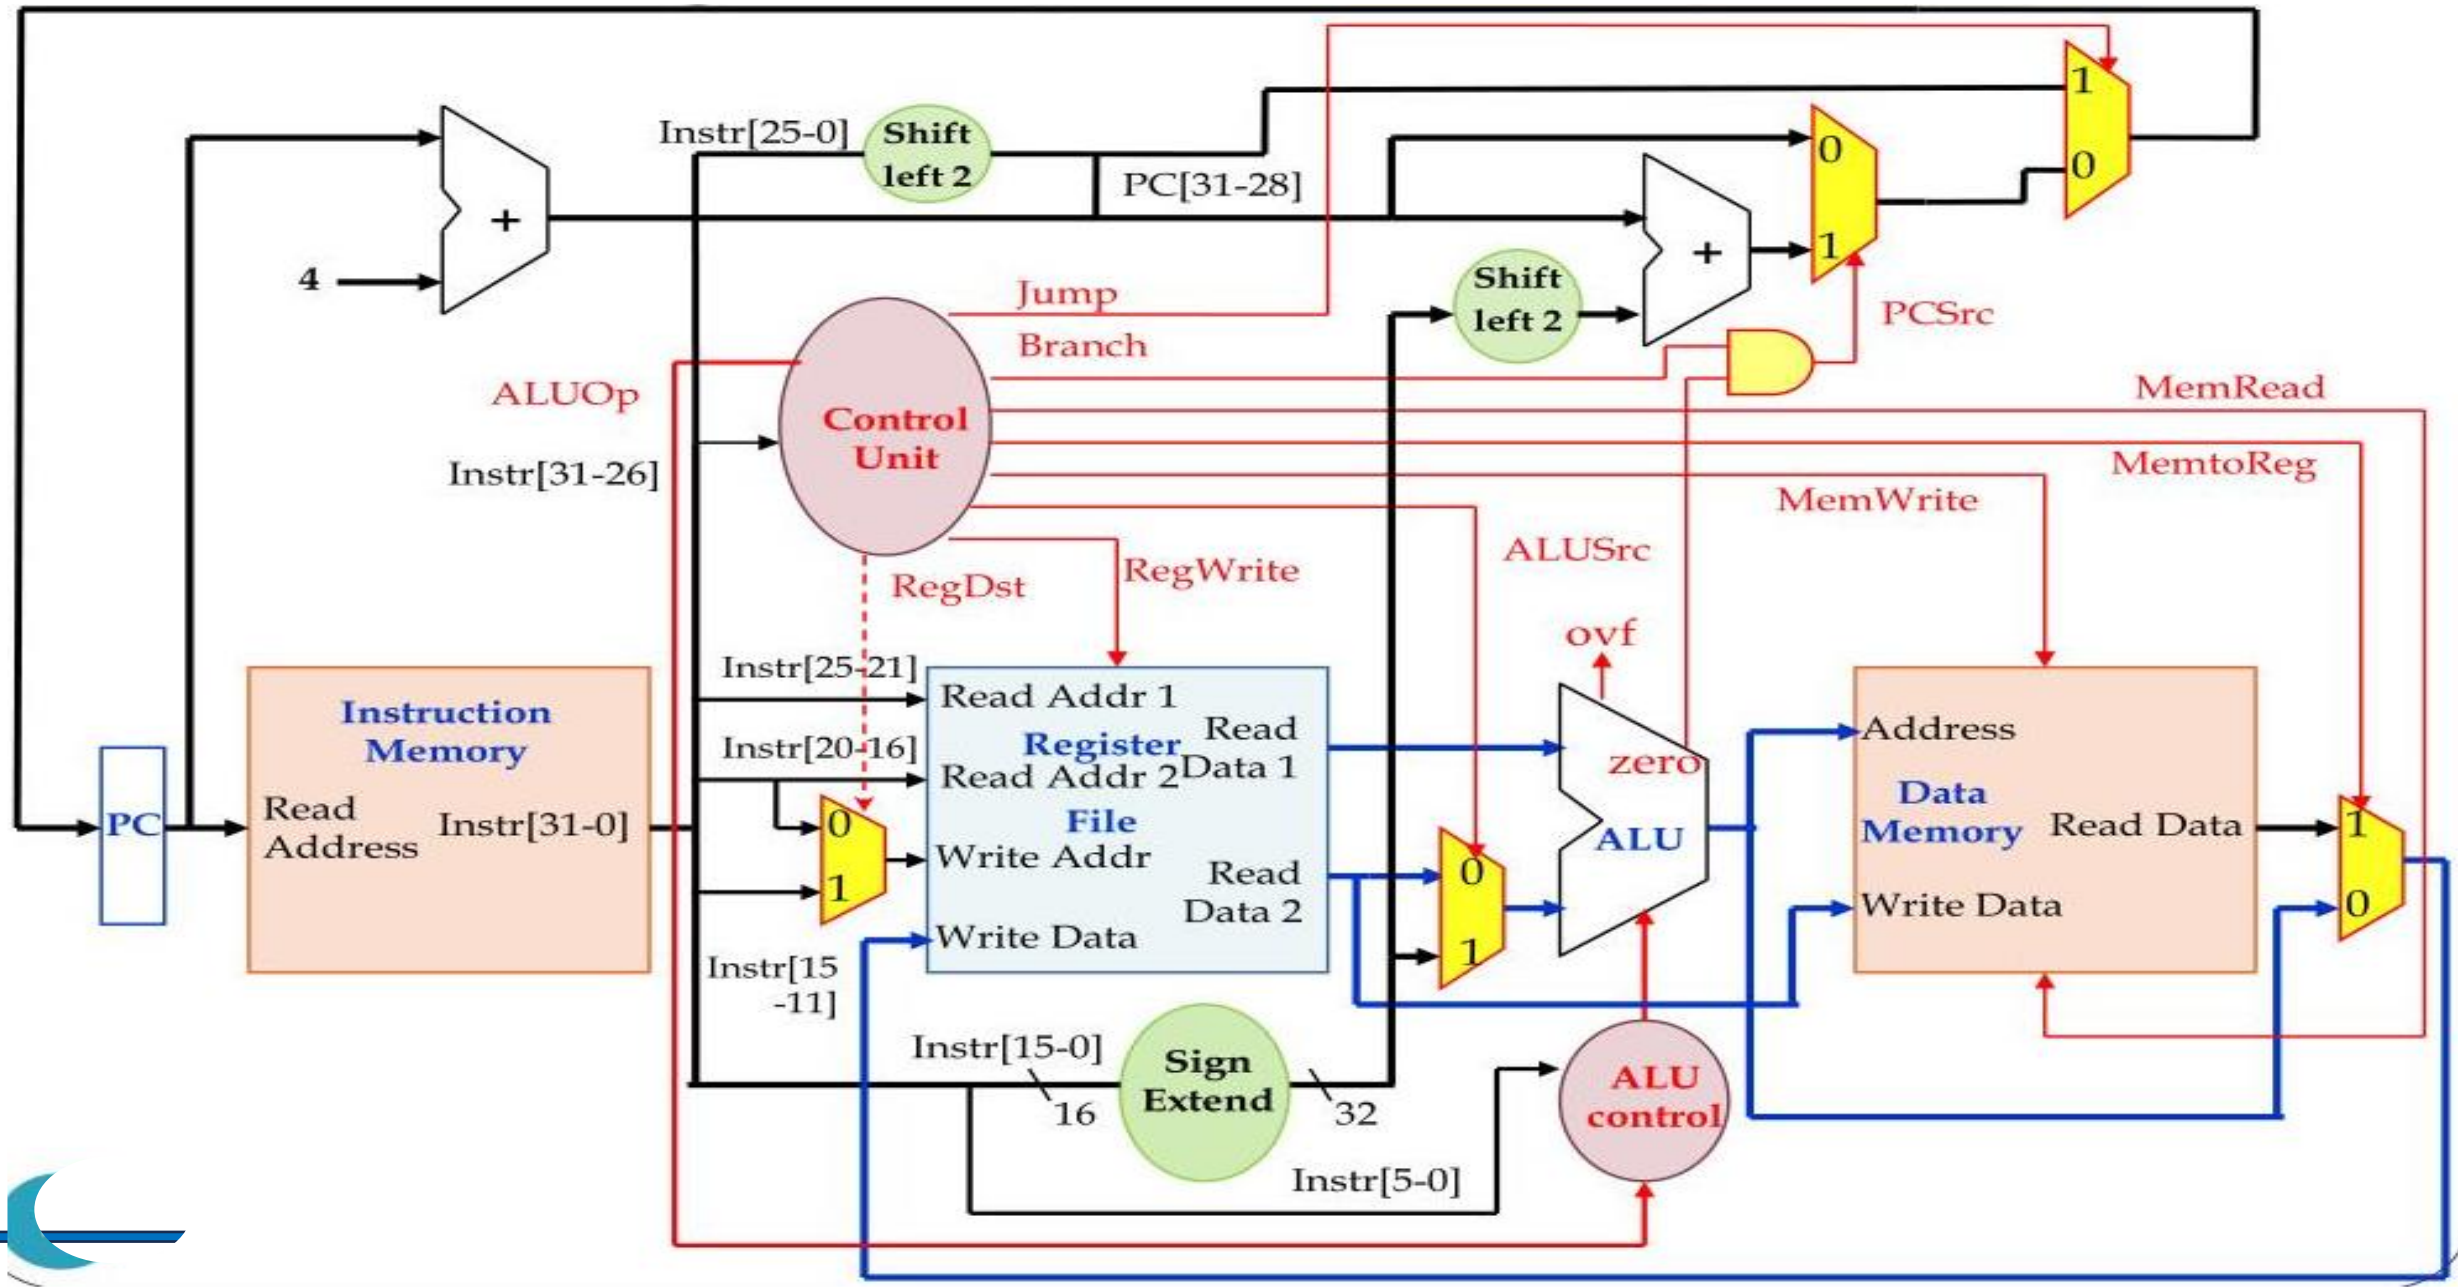 1
Instr[25-0]
Shift
left 2
0
0
PC[31-28]
+
+
1
4
Jump
Shift
left 2
PCSrc
Branch
ALUOp
MemRead
Control
Unit
Instr[31-26]
MemtoReg
MemWrite
ALUSrc
RegDst
RegWrite
ovf
Instr[25-21]
Read Addr 1
Instruction
Memory
Read
Data 1
Instr[20-16]
Register
File
Read Addr 2
zero
Address
PC
Read
Address
Instr[31-0]
0
1
Write Addr
ALU
Data
Memory
Read Data
1
0
Read
Data 2
0
1
Write Data
Write Data
Instr[15
-11]
Instr[15-0]
16
Sign
Extend
32
ALU
control
Instr[5-0]